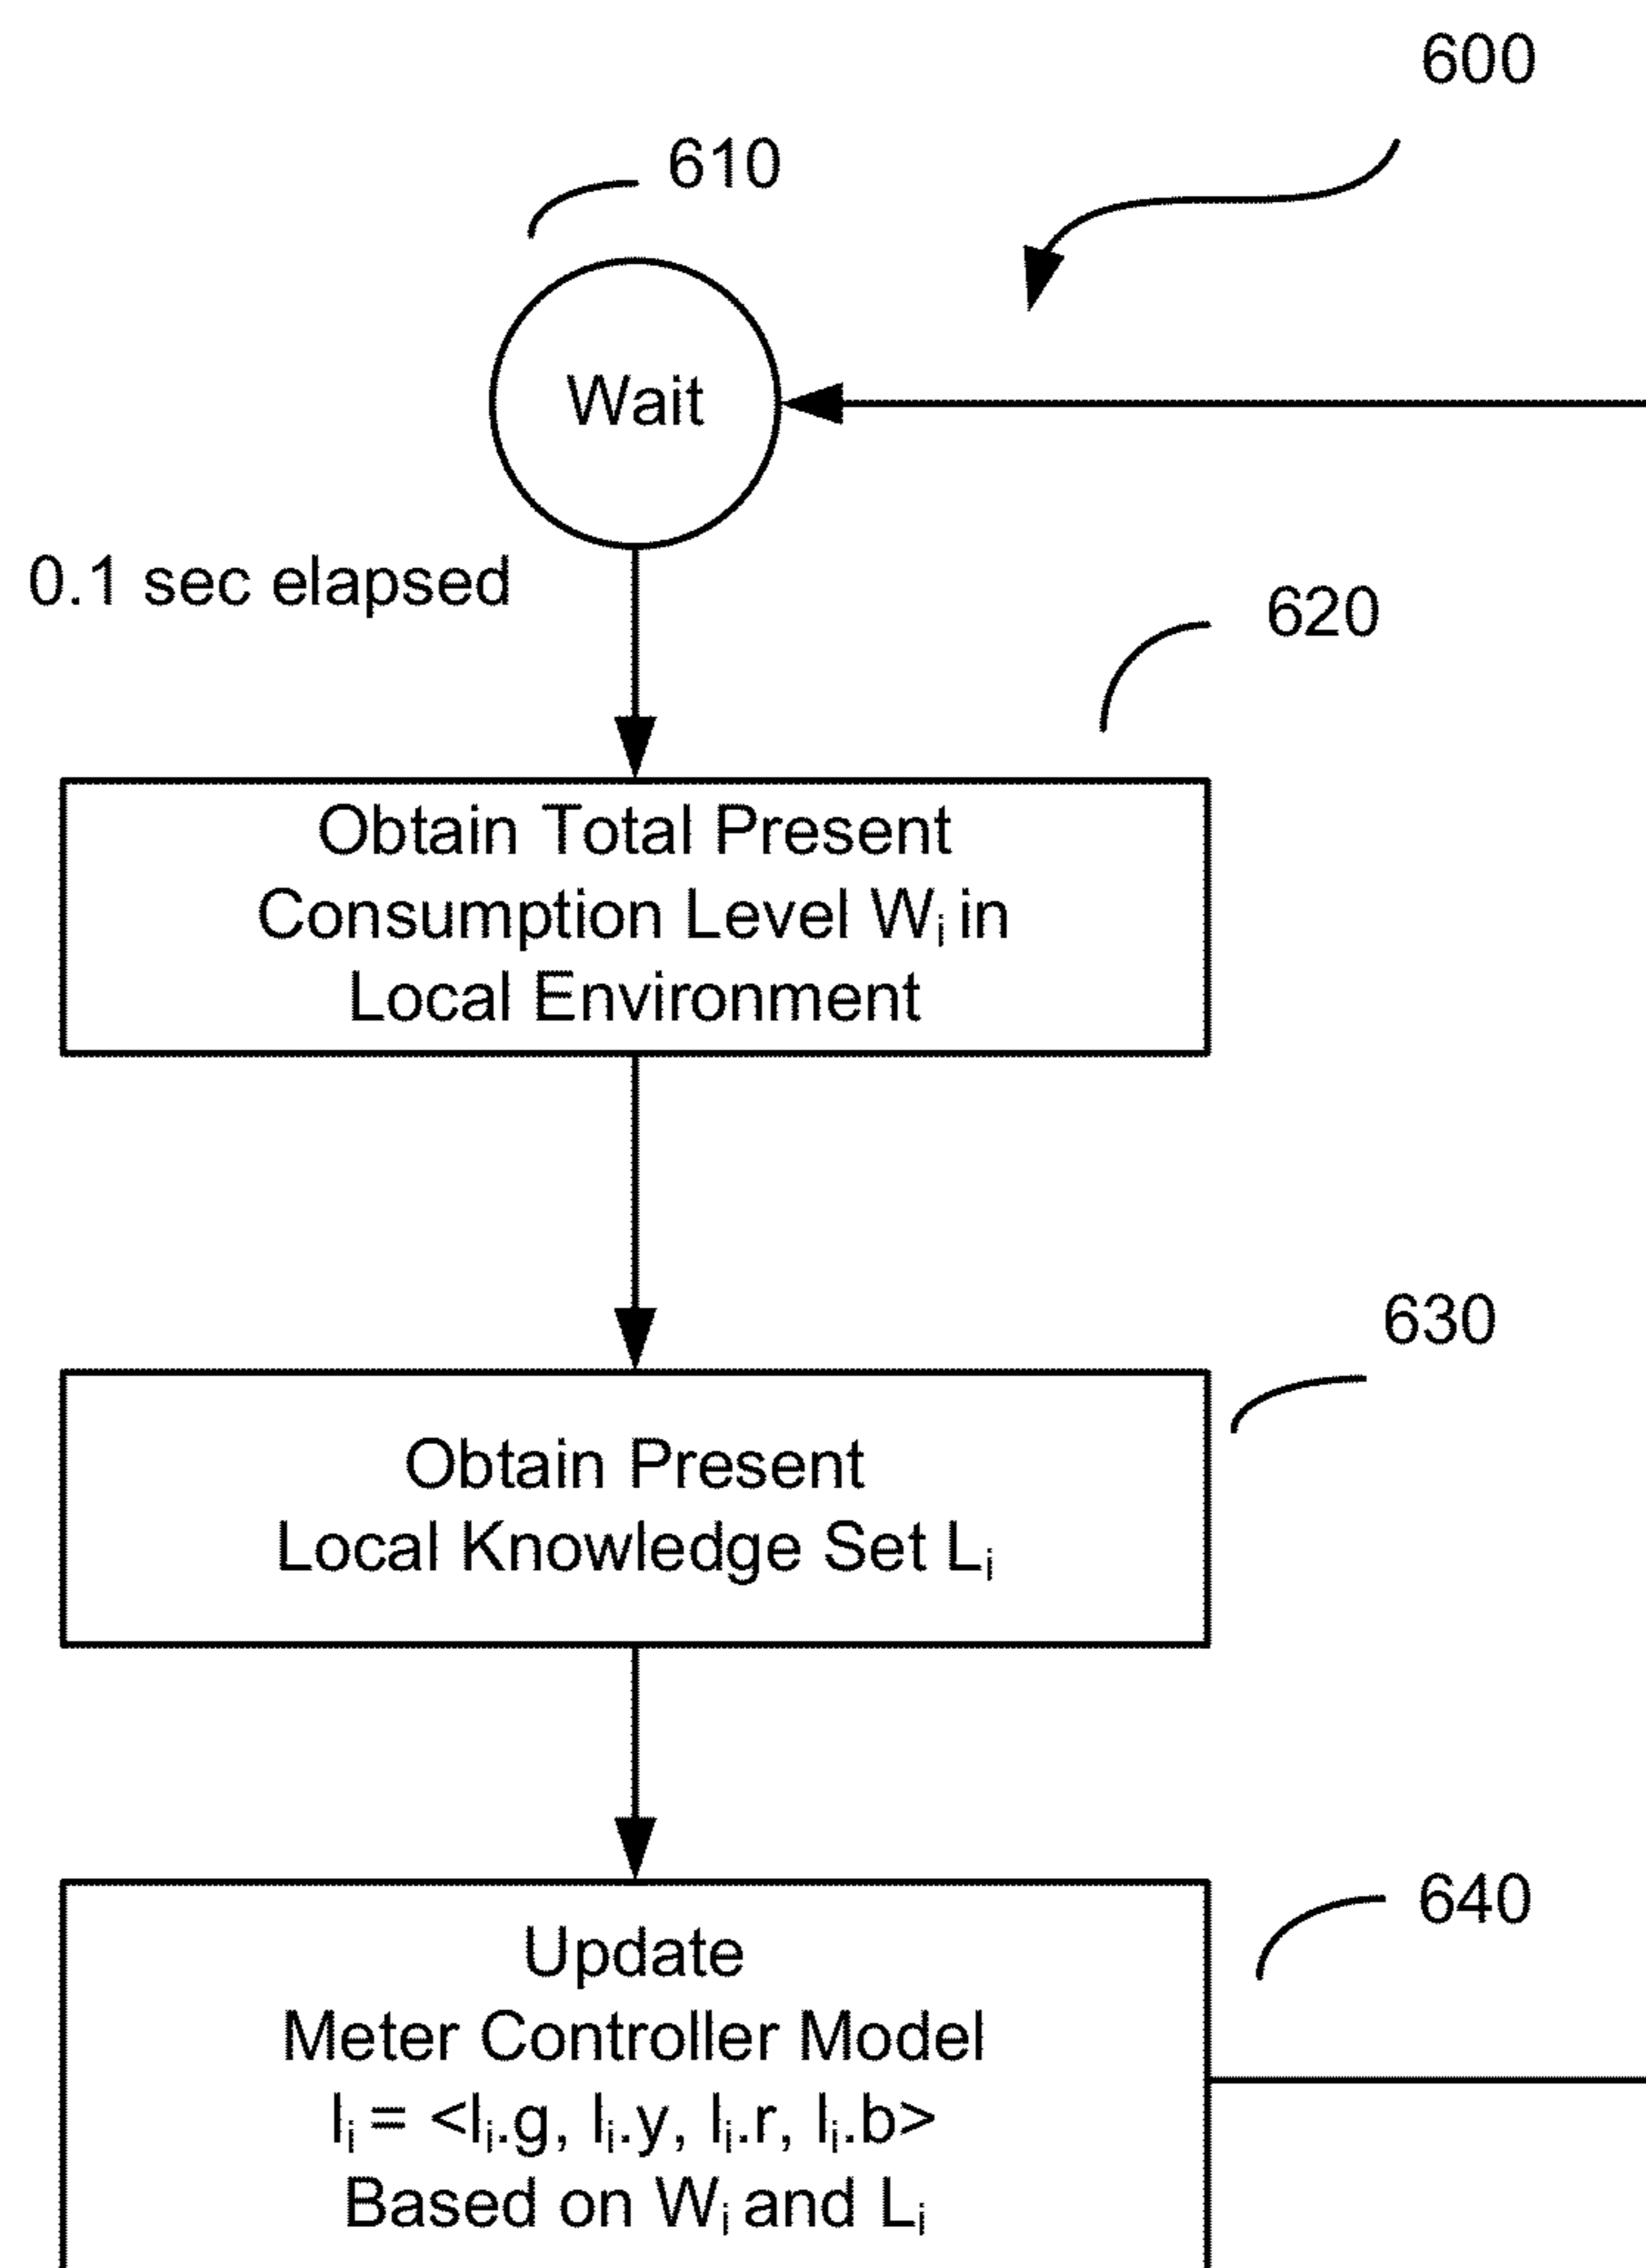 600
610
Wait
0.1 sec elapsed
620
Obtain Total Present
Consumption Level Wᵢ in
Local Environment
630
Obtain Present
Local Knowledge Set Lᵢ
640
Update
Meter Controller Model
Iᵢ = <Iᵢ.g, Iᵢ.y, Iᵢ.r, Iᵢ.b>
Based on Wᵢ and Lᵢ